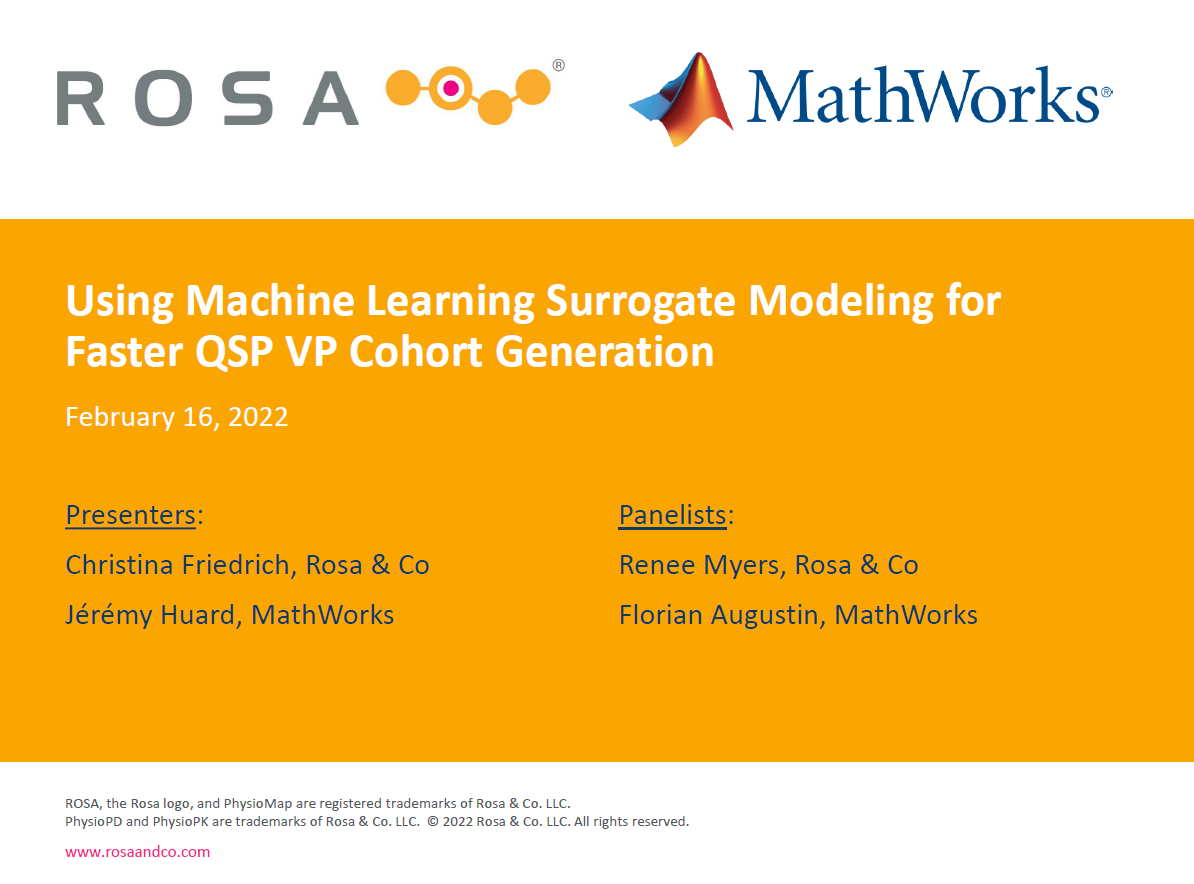 ROSA®
MathWorks®
Using Machine Learning Surrogate Modeling for
Faster QSP VP Cohort Generation
February 16, 2022
Presenters:
Christina Friedrich, Rosa & Co
Jérémy Huard, MathWorks
Panelists:
Renee Myers, Rosa & Co
Florian Augustin, MathWorks
ROSA, the Rosa logo, and PhysioMap are registered trademarks of Rosa & Co. LLC.
PhysioPD and PhysioPK are trademarks of Rosa & Co. LLC. © 2022 Rosa & Co. LLC. All rights reserved.
www.rosaandco.com